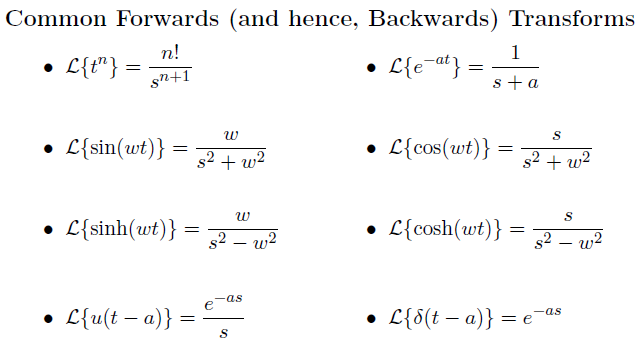 Common Forwards (and hence, Backwards) Transforms
• ℒ{tⁿ} = n!/sⁿ⁺¹
• ℒ{e⁻ᵃᵗ} = 1/(s + a)
• ℒ{sin(wt)} = w/(s² + w²)
• ℒ{cos(wt)} = s/(s² + w²)
• ℒ{sinh(wt)} = w/(s² − w²)
• ℒ{cosh(wt)} = s/(s² − w²)
• ℒ{u(t − a)} = e⁻ᵃˢ/s
• ℒ{δ(t − a)} = e⁻ᵃˢ